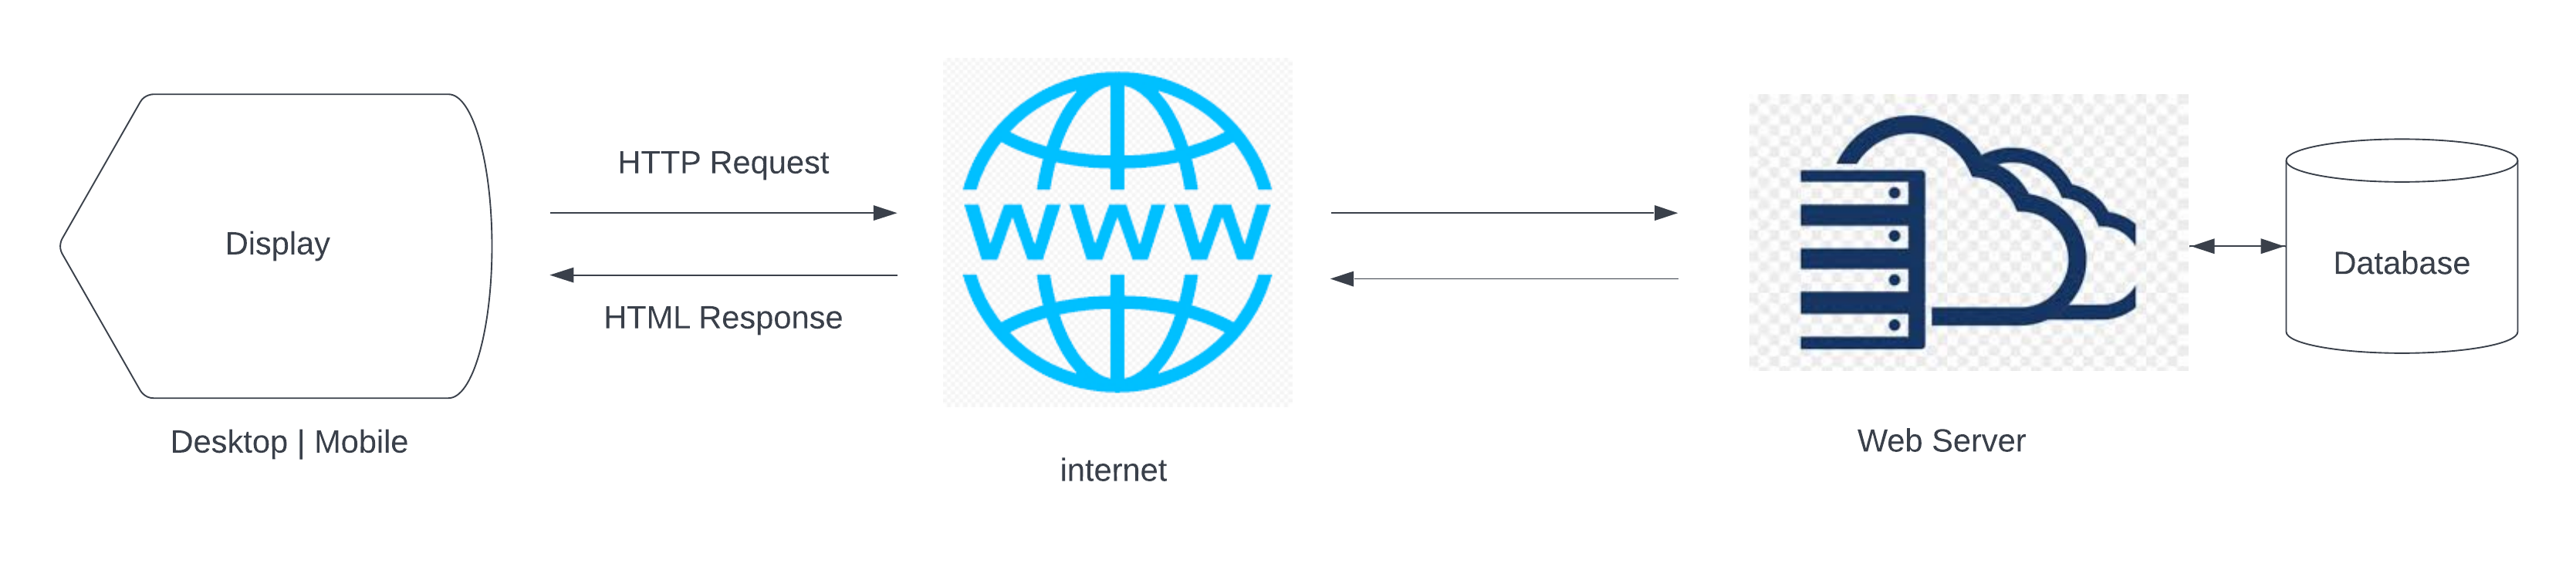 Display
Desktop | Mobile
HTTP Request
HTML Response
www
internet
Web Server
Database